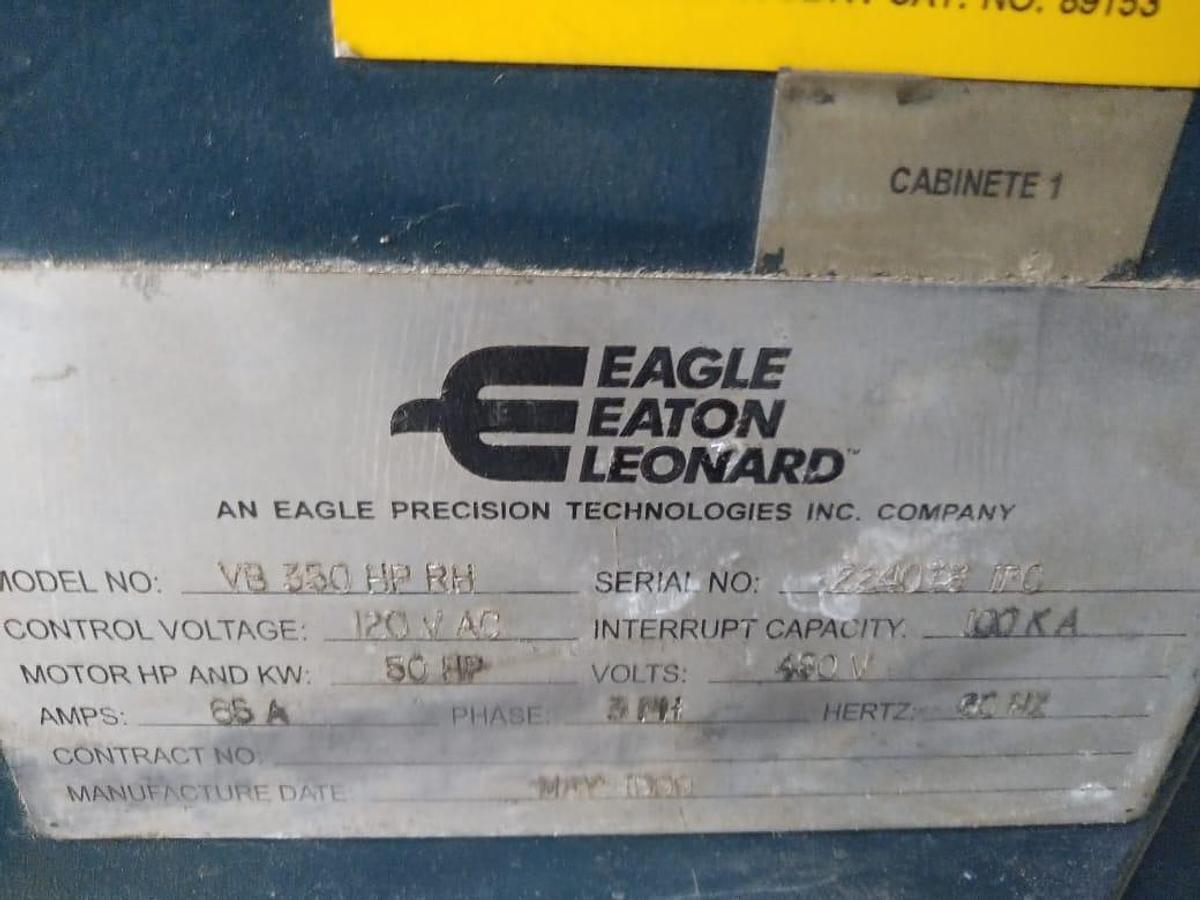 CAT. NO. 89153
CABINETE 1
EAGLE
EATON
LEONARD™
AN EAGLE PRECISION TECHNOLOGIES INC. COMPANY
MODEL NO: VB 350 HP RH SERIAL NO:
CONTROL VOLTAGE: 120 V AC INTERRUPT CAPACITY: 100 KA
MOTOR HP AND KW: 50 HP VOLTS: 480 V
AMPS: 65 A PHASE: 3 PH HERTZ: HZ
CONTRACT NO:
MANUFACTURE DATE: MAY